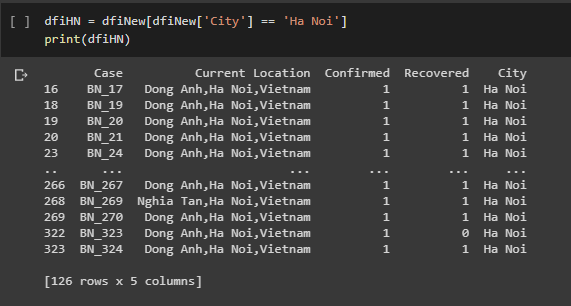 [ ] dfiHN = dfiNew[dfiNew['City'] == 'Ha Noi']
print(dfiHN)
Case Current Location Confirmed Recovered City
16 BN_17 Dong Anh,Ha Noi,Vietnam 1 1 Ha Noi
18 BN_19 Dong Anh,Ha Noi,Vietnam 1 1 Ha Noi
19 BN_20 Dong Anh,Ha Noi,Vietnam 1 1 Ha Noi
20 BN_21 Dong Anh,Ha Noi,Vietnam 1 1 Ha Noi
23 BN_24 Dong Anh,Ha Noi,Vietnam 1 1 Ha Noi
.. ... ... ... ... ...
266 BN_267 Dong Anh,Ha Noi,Vietnam 1 1 Ha Noi
268 BN_269 Nghia Tan,Ha Noi,Vietnam 1 1 Ha Noi
269 BN_270 Dong Anh,Ha Noi,Vietnam 1 1 Ha Noi
322 BN_323 Dong Anh,Ha Noi,Vietnam 1 0 Ha Noi
323 BN_324 Dong Anh,Ha Noi,Vietnam 1 1 Ha Noi
[126 rows x 5 columns]